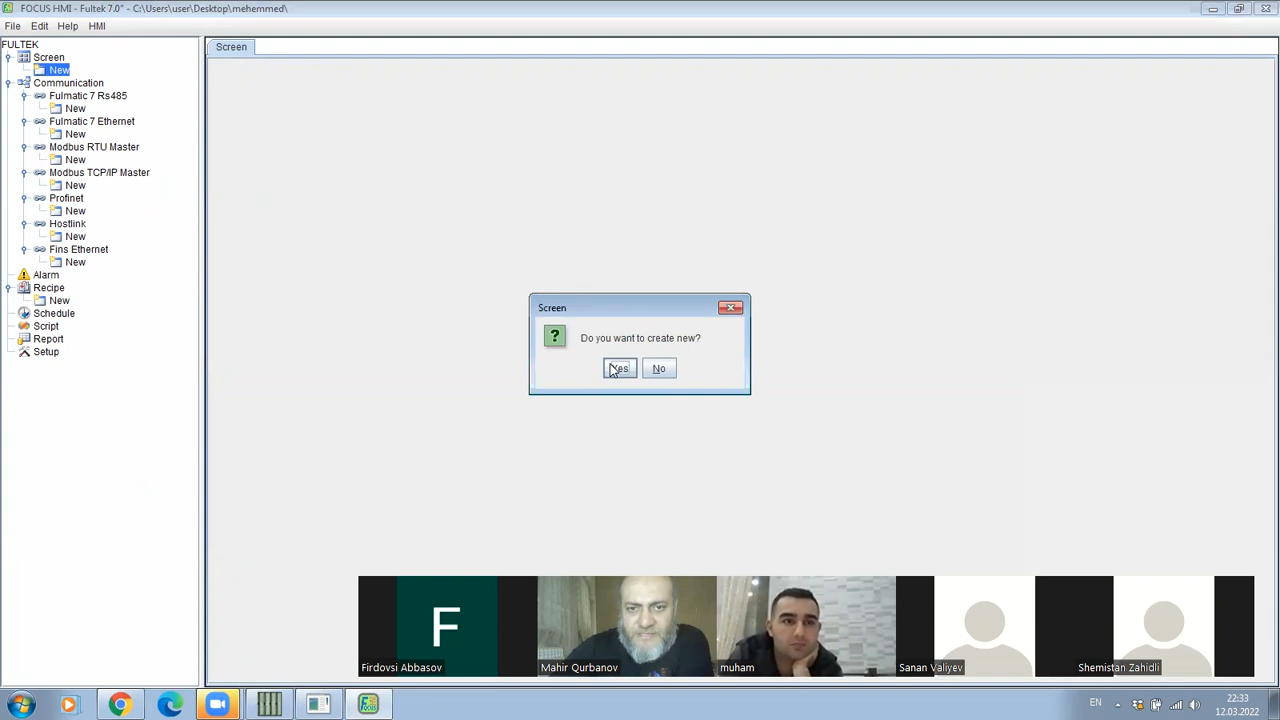 FOCUS HMI - Fultek 7.0" - C:\Users\user\Desktop\mehemmed\
File Edit Help HMI
FULTEK
Screen
New
Communication
Fulmatic 7 Rs485
New
Fulmatic 7 Ethernet
New
Modbus RTU Master
New
Modbus TCP/IP Master
New
Profinet
New
Hostlink
New
Fins Ethernet
New
Alarm
Recipe
New
Schedule
Script
Report
Setup
Screen
Screen
Do you want to create new?
Yes No
F
Firdovsi Abbasov
Mahir Qurbanov
muham
Sanan Valiyev
Shemistan Zahidli
EN
22:33
12.03.2022